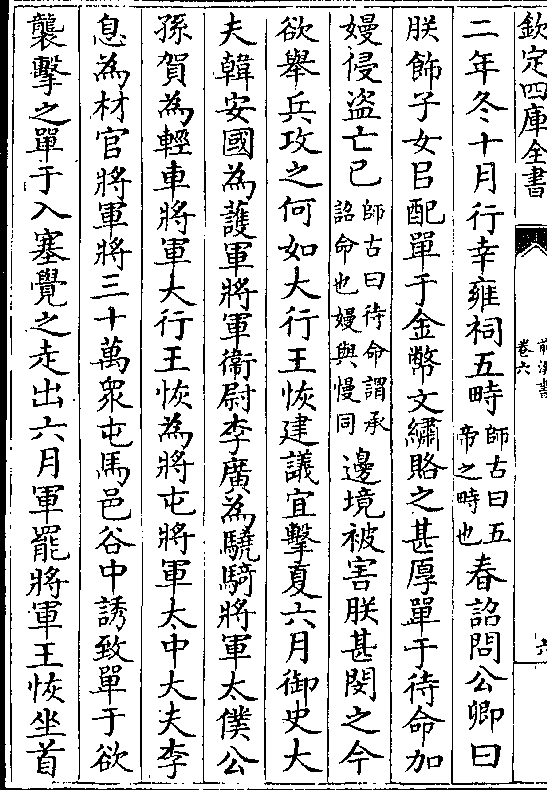 欽定四庫全書
前漢書
卷六
六
二年冬十月行幸雍祠五畤師古曰五
帝之畤也春詔問公卿曰
朕飾子女㠯配單于金幣文繡賂之甚厚單于待命加
嫚侵盗亡已師古曰待命謂承
詔命也嫚與慢同邊境被害朕甚閔之今
欲舉兵攻之何如大行王恢建議宜擊夏六月御史大
夫韓安國為護軍將軍衞尉李廣為驍騎將軍太僕公
孫賀為輕車將軍大行王恢為將屯將軍太中大夫李
息為材官將軍將三十萬衆屯馬邑谷中誘致單于欲
襲擊之單于入塞覺之走出六月軍罷將軍王恢坐首